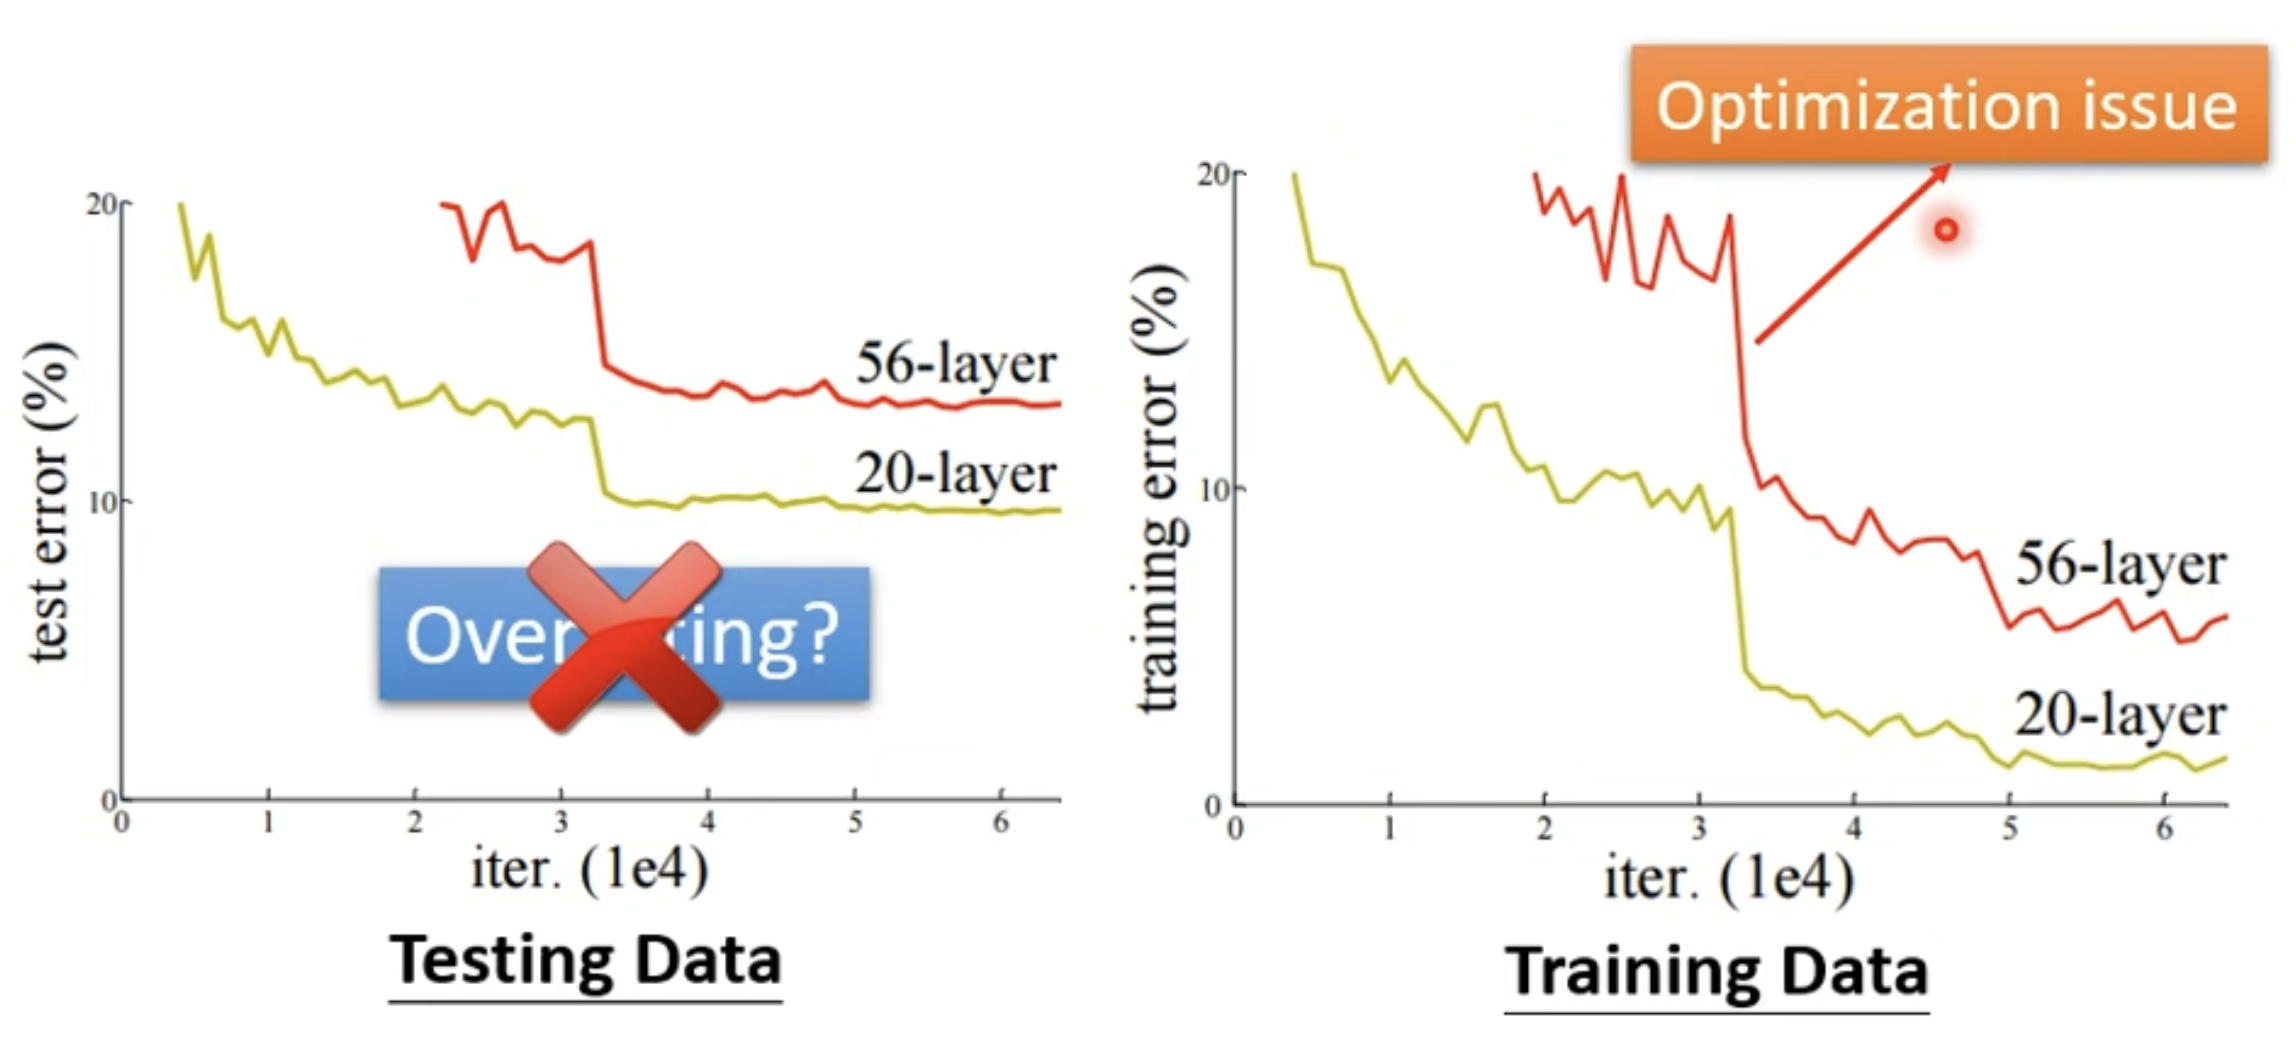 Optimization issue
test error (%)
20
10
0
0 1 2 3 4 5 6
56-layer
20-layer
iter. (1e4)
Testing Data
training error (%)
20
10
0
0 1 2 3 4 5 6
56-layer
20-layer
iter. (1e4)
Training Data